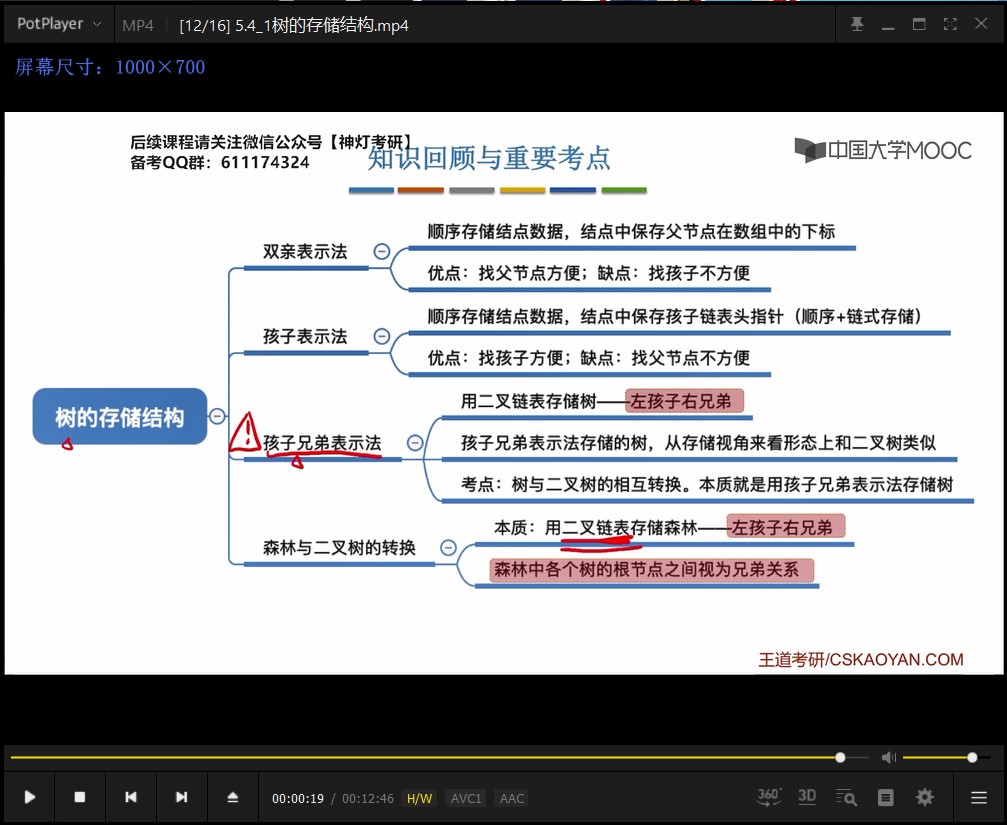 PotPlayer MP4 [12/16] 5.4_1树的存储结构.mp4
屏幕尺寸：1000×700
后续课程请关注微信公众号【神灯考研】
备考QQ群：611174324
知识回顾与重要考点
中国大学MOOC
树的存储结构
双亲表示法
顺序存储结点数据，结点中保存父节点在数组中的下标
优点：找父节点方便；缺点：找孩子不方便
孩子表示法
顺序存储结点数据，结点中保存孩子链表头指针（顺序+链式存储）
优点：找孩子方便；缺点：找父节点不方便
孩子兄弟表示法
用二叉链表存储树——左孩子右兄弟
孩子兄弟表示法存储的树，从存储视角来看形态上和二叉树类似
考点：树与二叉树的相互转换。本质就是用孩子兄弟表示法存储树
森林与二叉树的转换
本质：用二叉链表存储森林——左孩子右兄弟
森林中各个树的根节点之间视为兄弟关系
王道考研/CSKAOYAN.COM
00:00:19 / 00:12:46 H/W AVC1 AAC 360° 3D